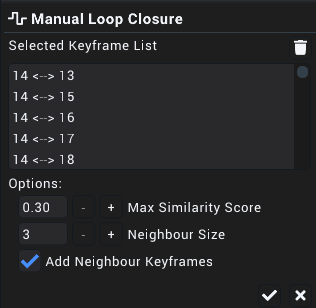 Manual Loop Closure
Selected Keyframe List
14 <--> 13
14 <--> 15
14 <--> 16
14 <--> 17
14 <--> 18
Options:
0.30 - + Max Similarity Score
3 - + Neighbour Size
Add Neighbour Keyframes